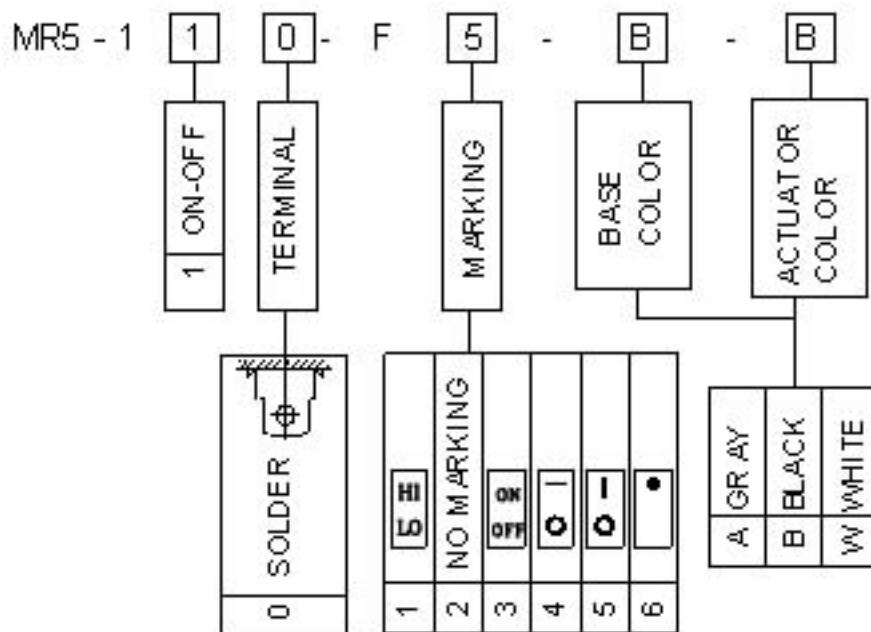 MR5 - 1 1 0 - F 5 - B - B
1 ON-OFF
TERMINAL
MARKING
BASE
COLOR
ACTUATOR
COLOR
0 SOLDER
1 HI
LO
2 NO MARKING
3 ON
OFF
4 — O
5 I O
6 •
A GRAY
B BLACK
W WHITE